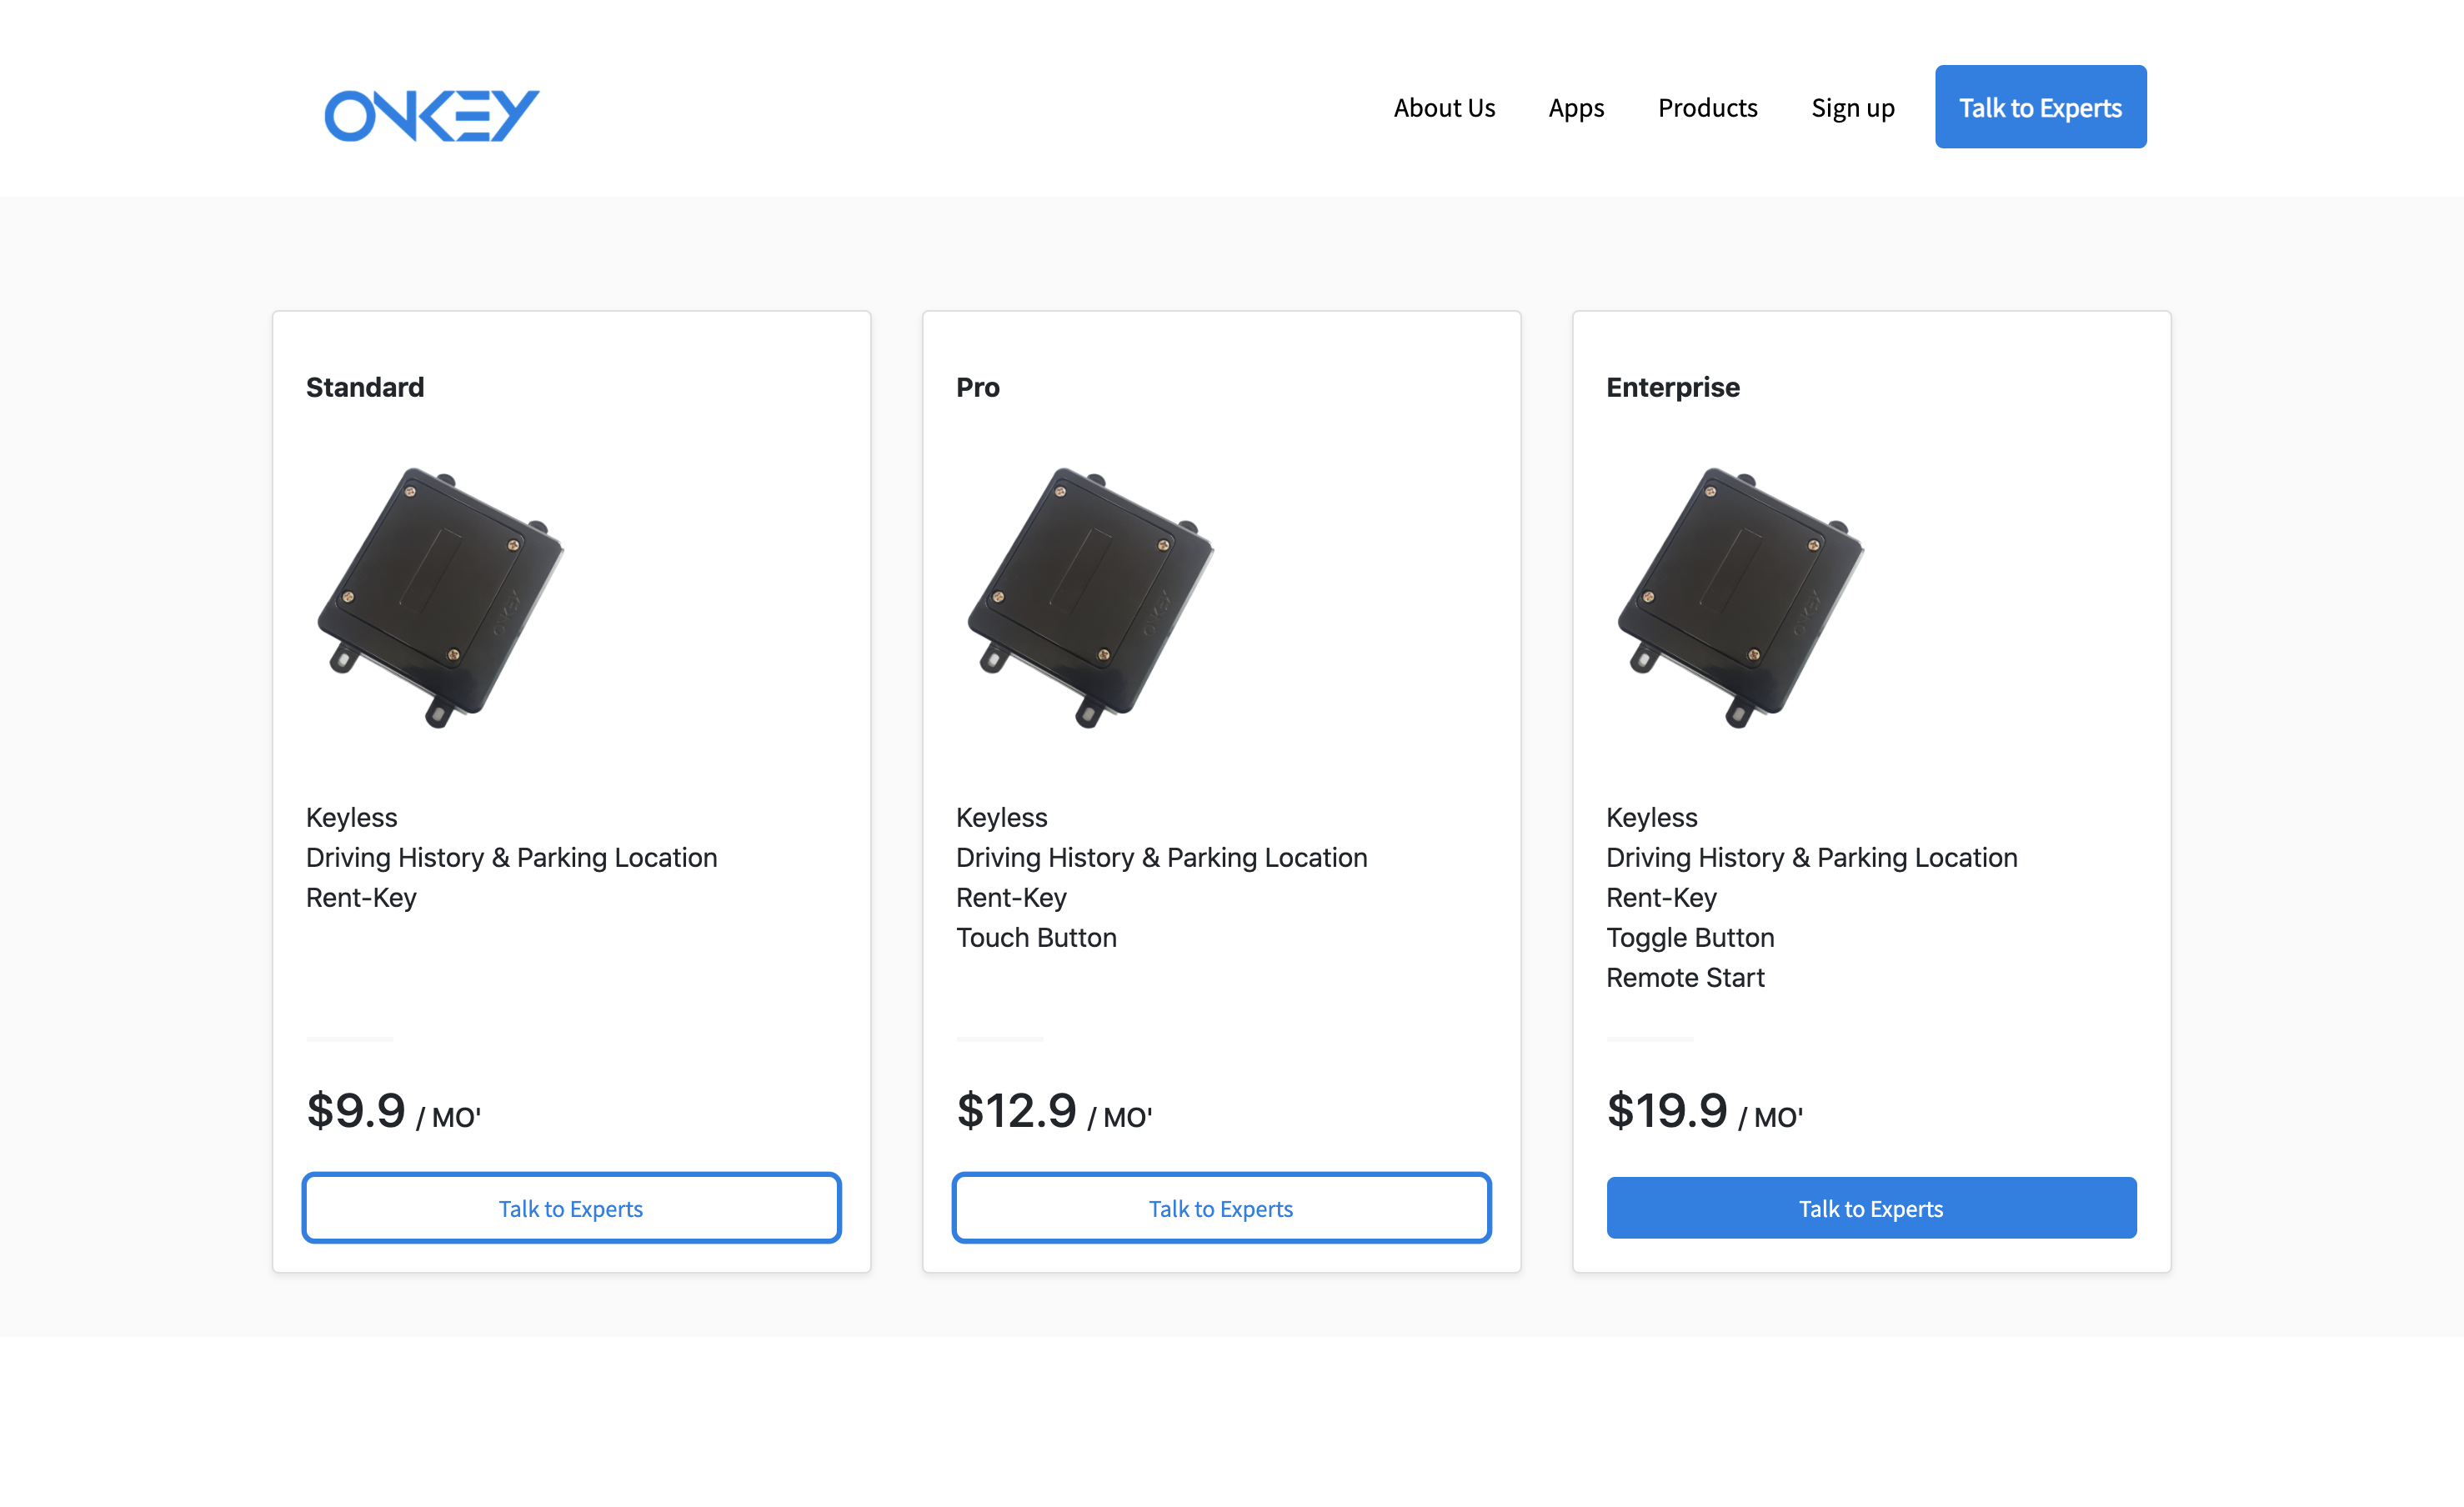 ONKEY
About Us
Apps
Products
Sign up
Talk to Experts
Standard
ONKEY
Keyless
Driving History & Parking Location
Rent-Key
$9.9 / MO'
Talk to Experts
Pro
ONKEY
Keyless
Driving History & Parking Location
Rent-Key
Touch Button
$12.9 / MO'
Talk to Experts
Enterprise
ONKEY
Keyless
Driving History & Parking Location
Rent-Key
Toggle Button
Remote Start
$19.9 / MO'
Talk to Experts